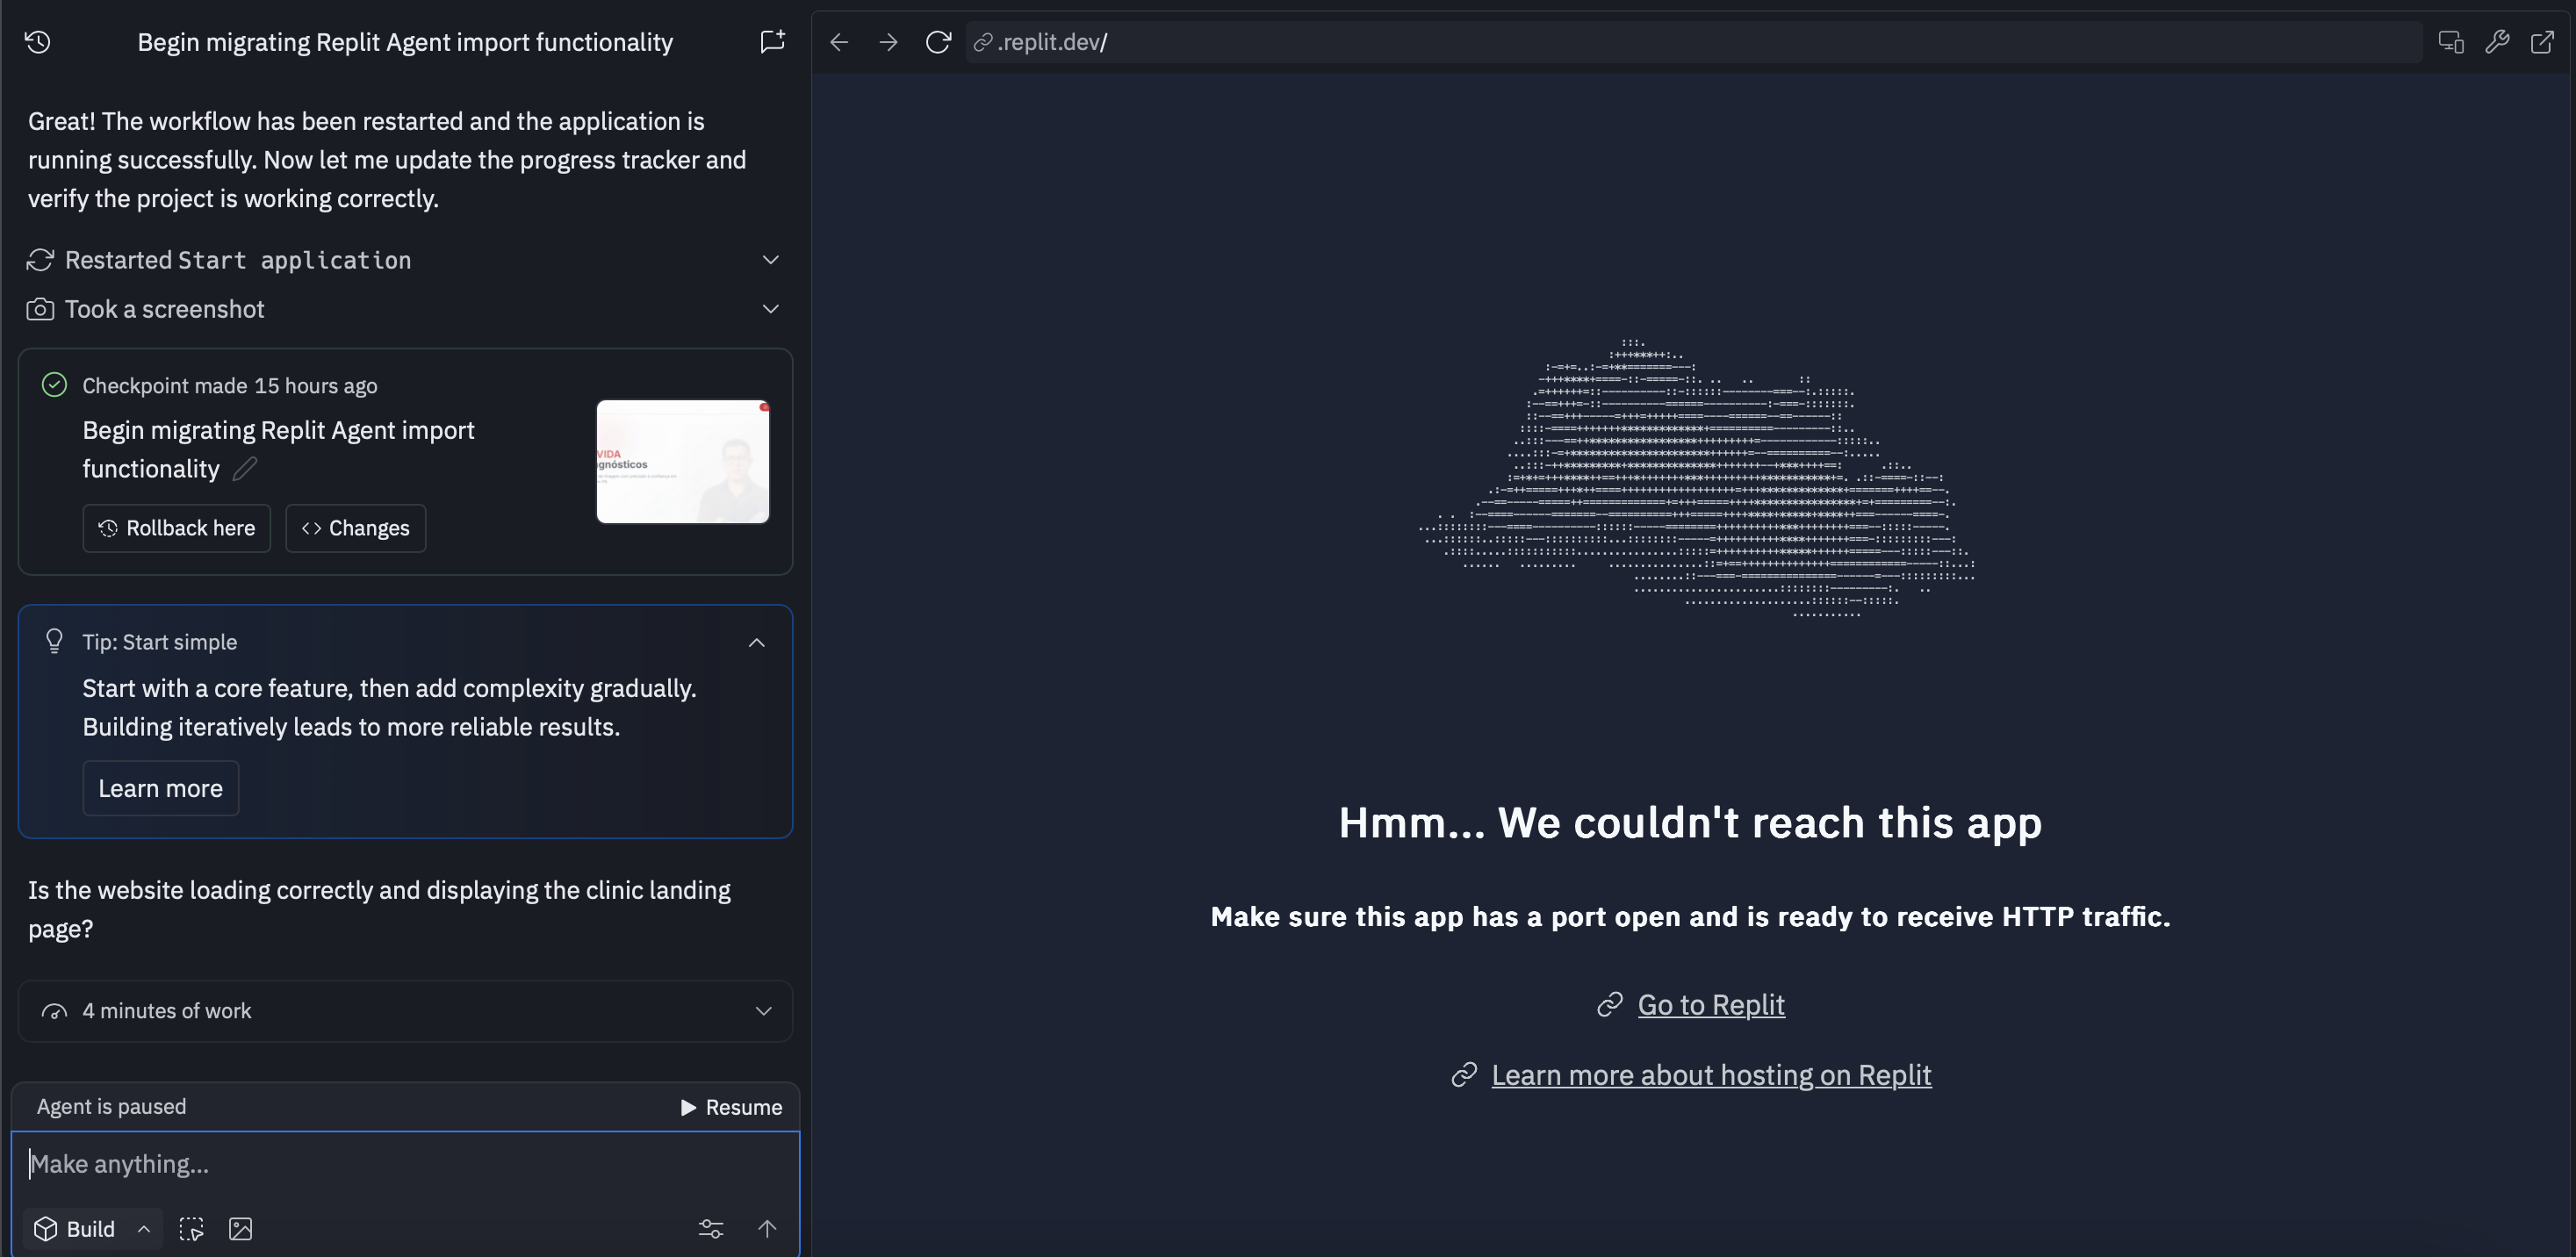 Begin migrating Replit Agent import functionality
Great! The workflow has been restarted and the application is
running successfully. Now let me update the progress tracker and
verify the project is working correctly.
Restarted Start application
Took a screenshot
Checkpoint made 15 hours ago
Begin migrating Replit Agent import
functionality
VIDA
gnósticos
Rollback here
Changes
Tip: Start simple
Start with a core feature, then add complexity gradually.
Building iteratively leads to more reliable results.
Learn more
Is the website loading correctly and displaying the clinic landing
page?
4 minutes of work
Agent is paused
Resume
Make anything...
Build
.replit.dev/
Hmm... We couldn't reach this app
Make sure this app has a port open and is ready to receive HTTP traffic.
Go to Replit
Learn more about hosting on Replit